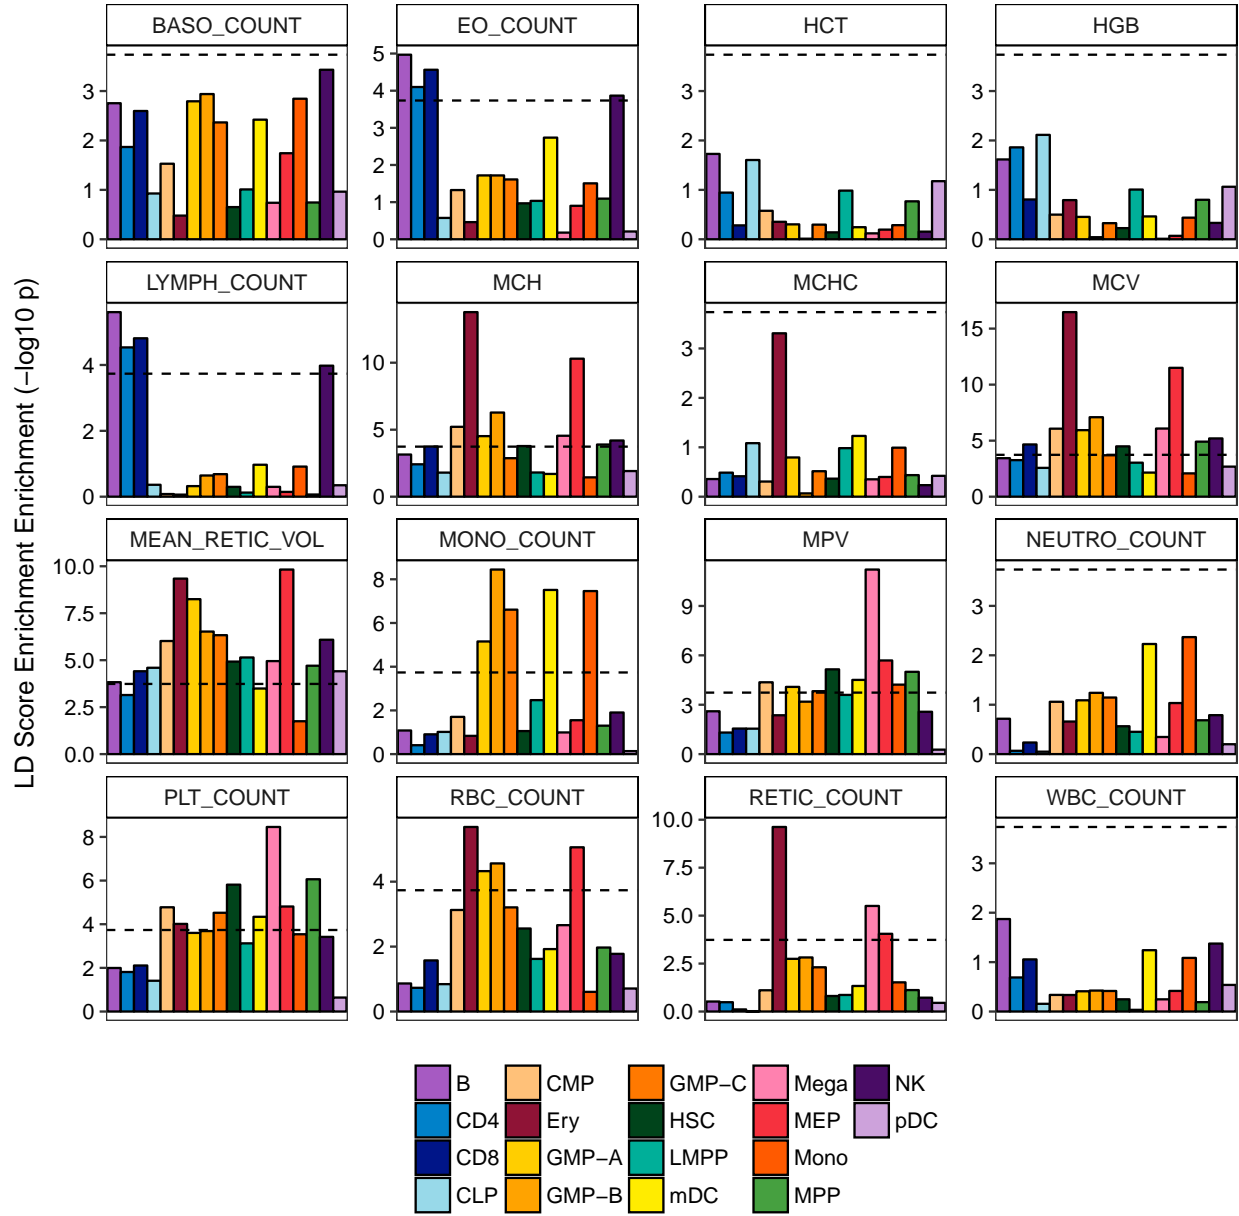 LD Score Enrichment Enrichment (−log10 p)
BASO_COUNT
3
2
1
0
EO_COUNT
5
4
3
2
1
0
HCT
3
2
1
0
HGB
3
2
1
0
LYMPH_COUNT
4
2
0
MCH
10
5
0
MCHC
3
2
1
0
MCV
15
10
5
0
MEAN_RETIC_VOL
10.0
7.5
5.0
2.5
0.0
MONO_COUNT
8
6
4
2
0
MPV
9
6
3
0
NEUTRO_COUNT
3
2
1
0
PLT_COUNT
8
6
4
2
0
RBC_COUNT
4
2
0
RETIC_COUNT
10.0
7.5
5.0
2.5
0.0
WBC_COUNT
3
2
1
0
B
CD4
CD8
CLP
CMP
Ery
GMP−A
GMP−B
GMP−C
HSC
LMPP
mDC
Mega
MEP
Mono
MPP
NK
pDC